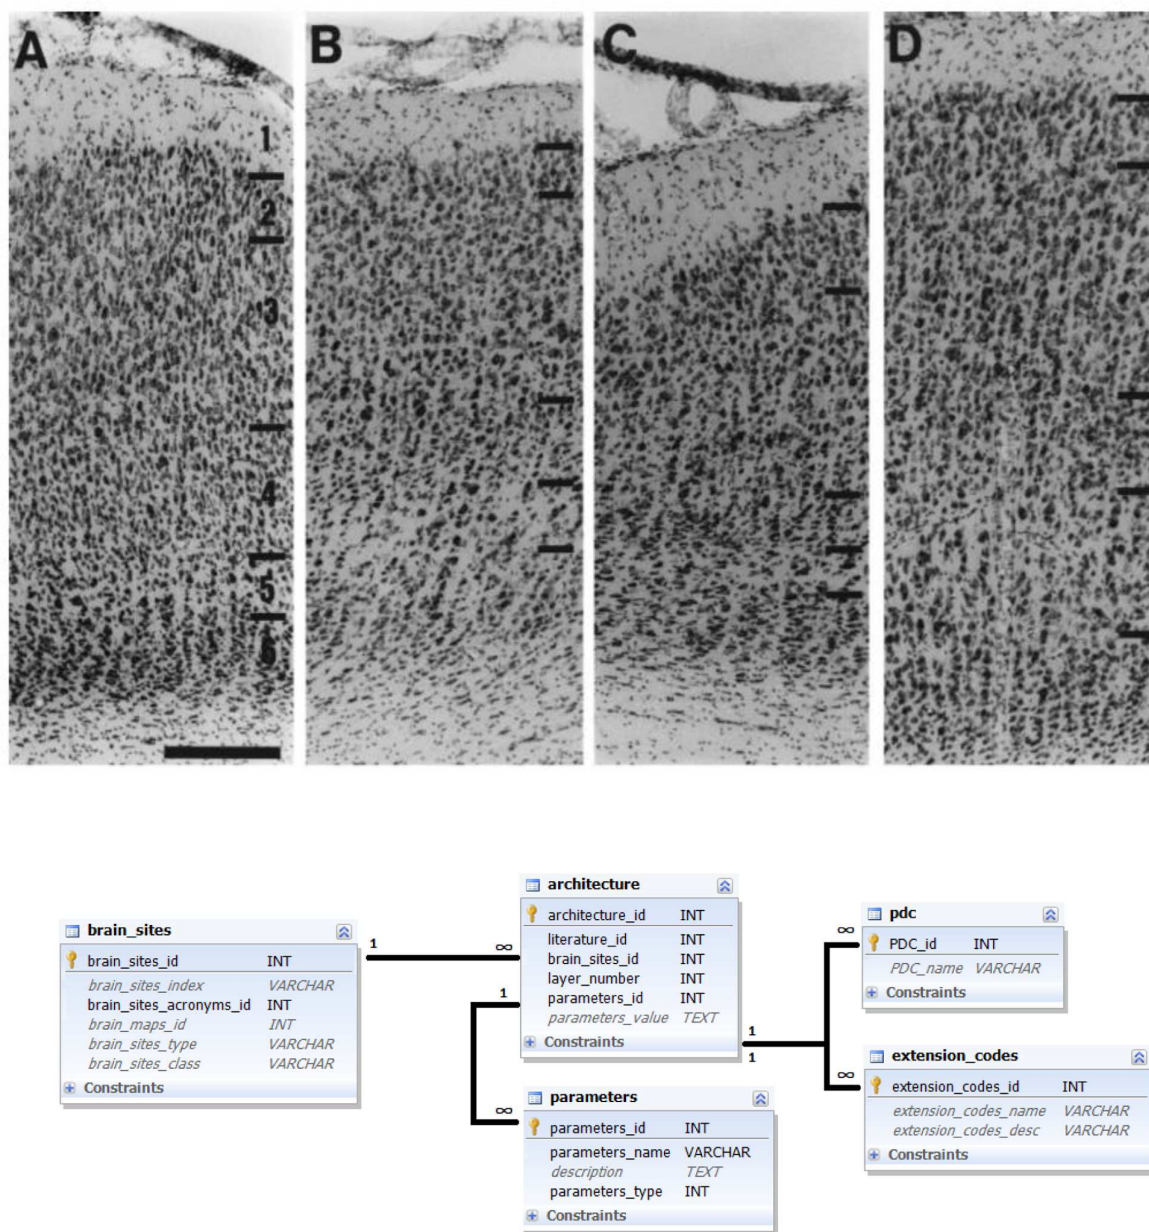 A
B
C
D
1
2
3
4
5
6
brain_sites
brain_sites_id INT
brain_sites_index VARCHAR
brain_sites_acronyms_id INT
brain_maps_id INT
brain_sites_type VARCHAR
brain_sites_class VARCHAR
Constraints
1
∞
architecture
architecture_id INT
literature_id INT
brain_sites_id INT
layer_number INT
parameters_id INT
parameters_value TEXT
Constraints
1
∞
parameters
parameters_id INT
parameters_name VARCHAR
description TEXT
parameters_type INT
Constraints
1
1
∞
pdc
PDC_id INT
PDC_name VARCHAR
Constraints
∞
extension_codes
extension_codes_id INT
extension_codes_name VARCHAR
extension_codes_desc VARCHAR
Constraints